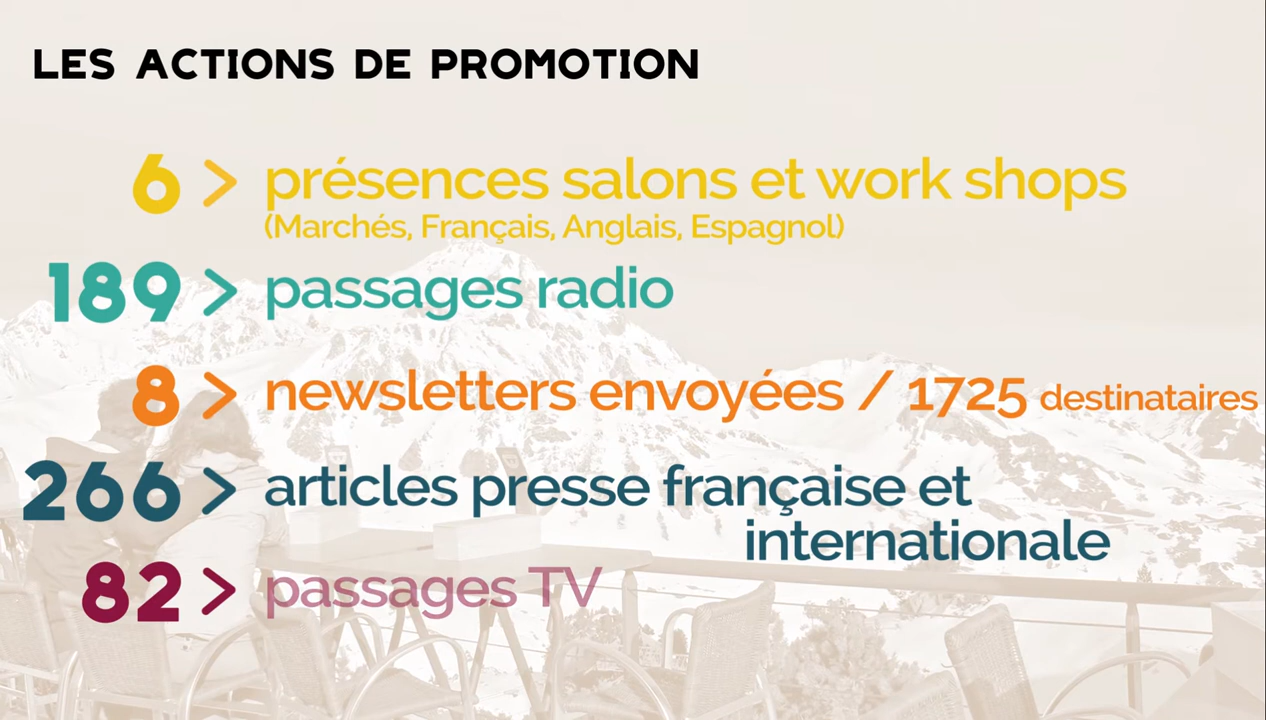 LES ACTIONS DE PROMOTION
6 > présences salons et work shops
(Marchés, Français, Anglais, Espagnol)
189 > passages radio
8 > newsletters envoyées / 1725 destinataires
266 > articles presse française et
internationale
82 > passages TV